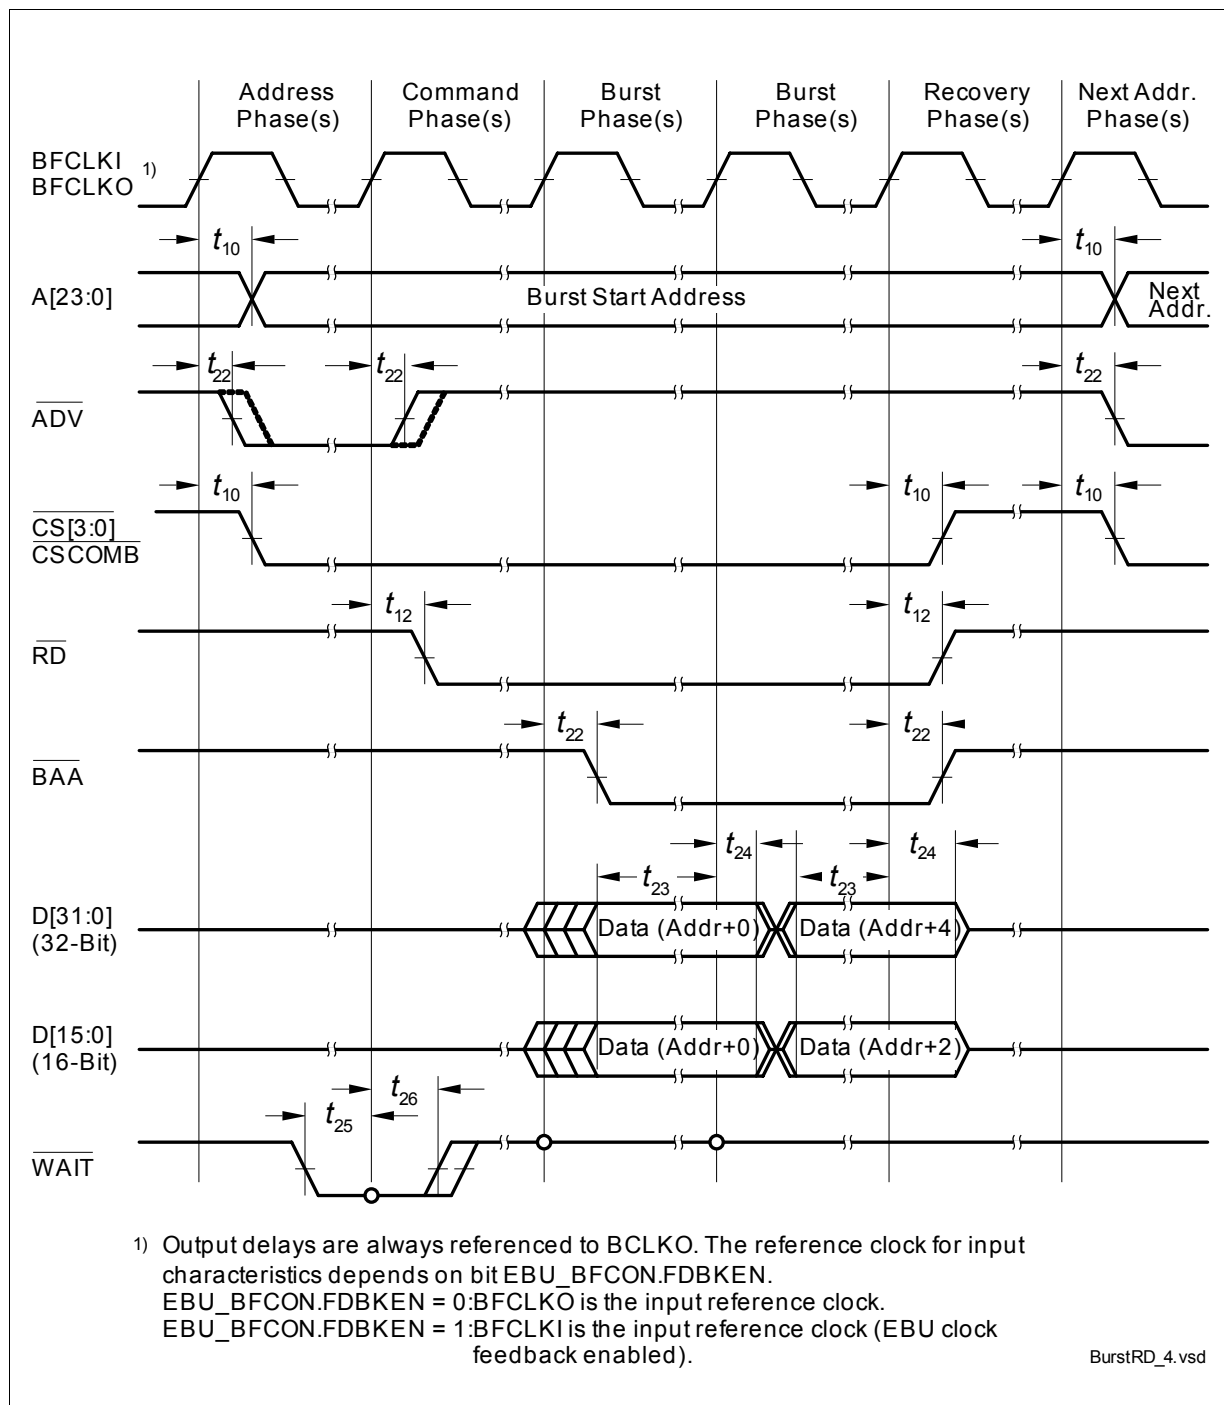 Address Command Burst Burst Recovery Next Addr.
Phase(s) Phase(s) Phase(s) Phase(s) Phase(s) Phase(s)
BFCLKI 1)
BFCLKO
t10 t10
A[23:0] Burst Start Address Next
Addr.
t22 t22 t22
ADV
t10 t10 t10
CS[3:0]
CSCOMB
t12 t12
RD
t22 t22
BAA
t24 t24
t23 t23
D[31:0] Data (Addr+0) Data (Addr+4)
(32-Bit)
D[15:0] Data (Addr+0) Data (Addr+2)
(16-Bit)
t26
t25
WAIT
1) Output delays are always referenced to BCLKO. The reference clock for input
characteristics depends on bit EBU_BFCON.FDBKEN.
EBU_BFCON.FDBKEN = 0:BFCLKO is the input reference clock.
EBU_BFCON.FDBKEN = 1:BFCLKI is the input reference clock (EBU clock
feedback enabled).
BurstRD_4.vsd